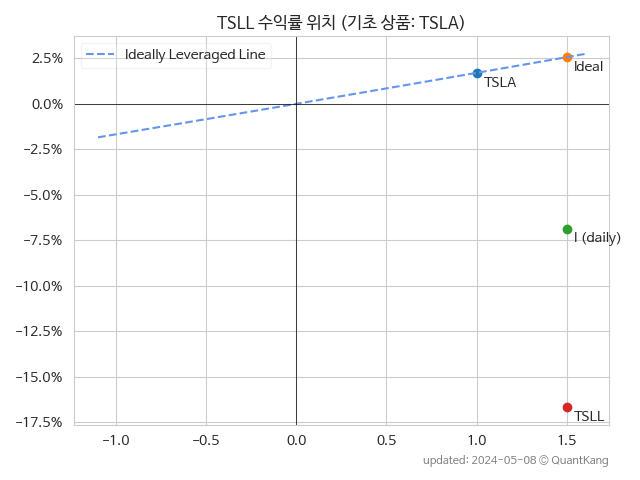 TSLL 수익률 위치 (기초 상품: TSLA)
Ideally Leveraged Line
2.5%
0.0%
−2.5%
−5.0%
−7.5%
−10.0%
−12.5%
−15.0%
−17.5%
Ideal
TSLA
I (daily)
TSLL
−1.0
−0.5
0.0
0.5
1.0
1.5
updated: 2024-05-08 © QuantKang